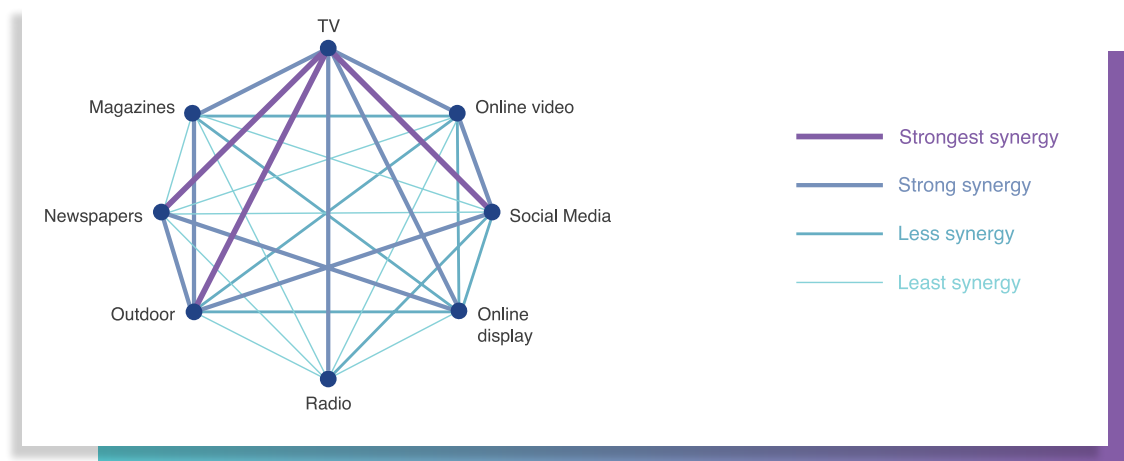 TV
Magazines
Online video
Newspapers
Social Media
Outdoor
Online
display
Radio
Strongest synergy
Strong synergy
Less synergy
Least synergy